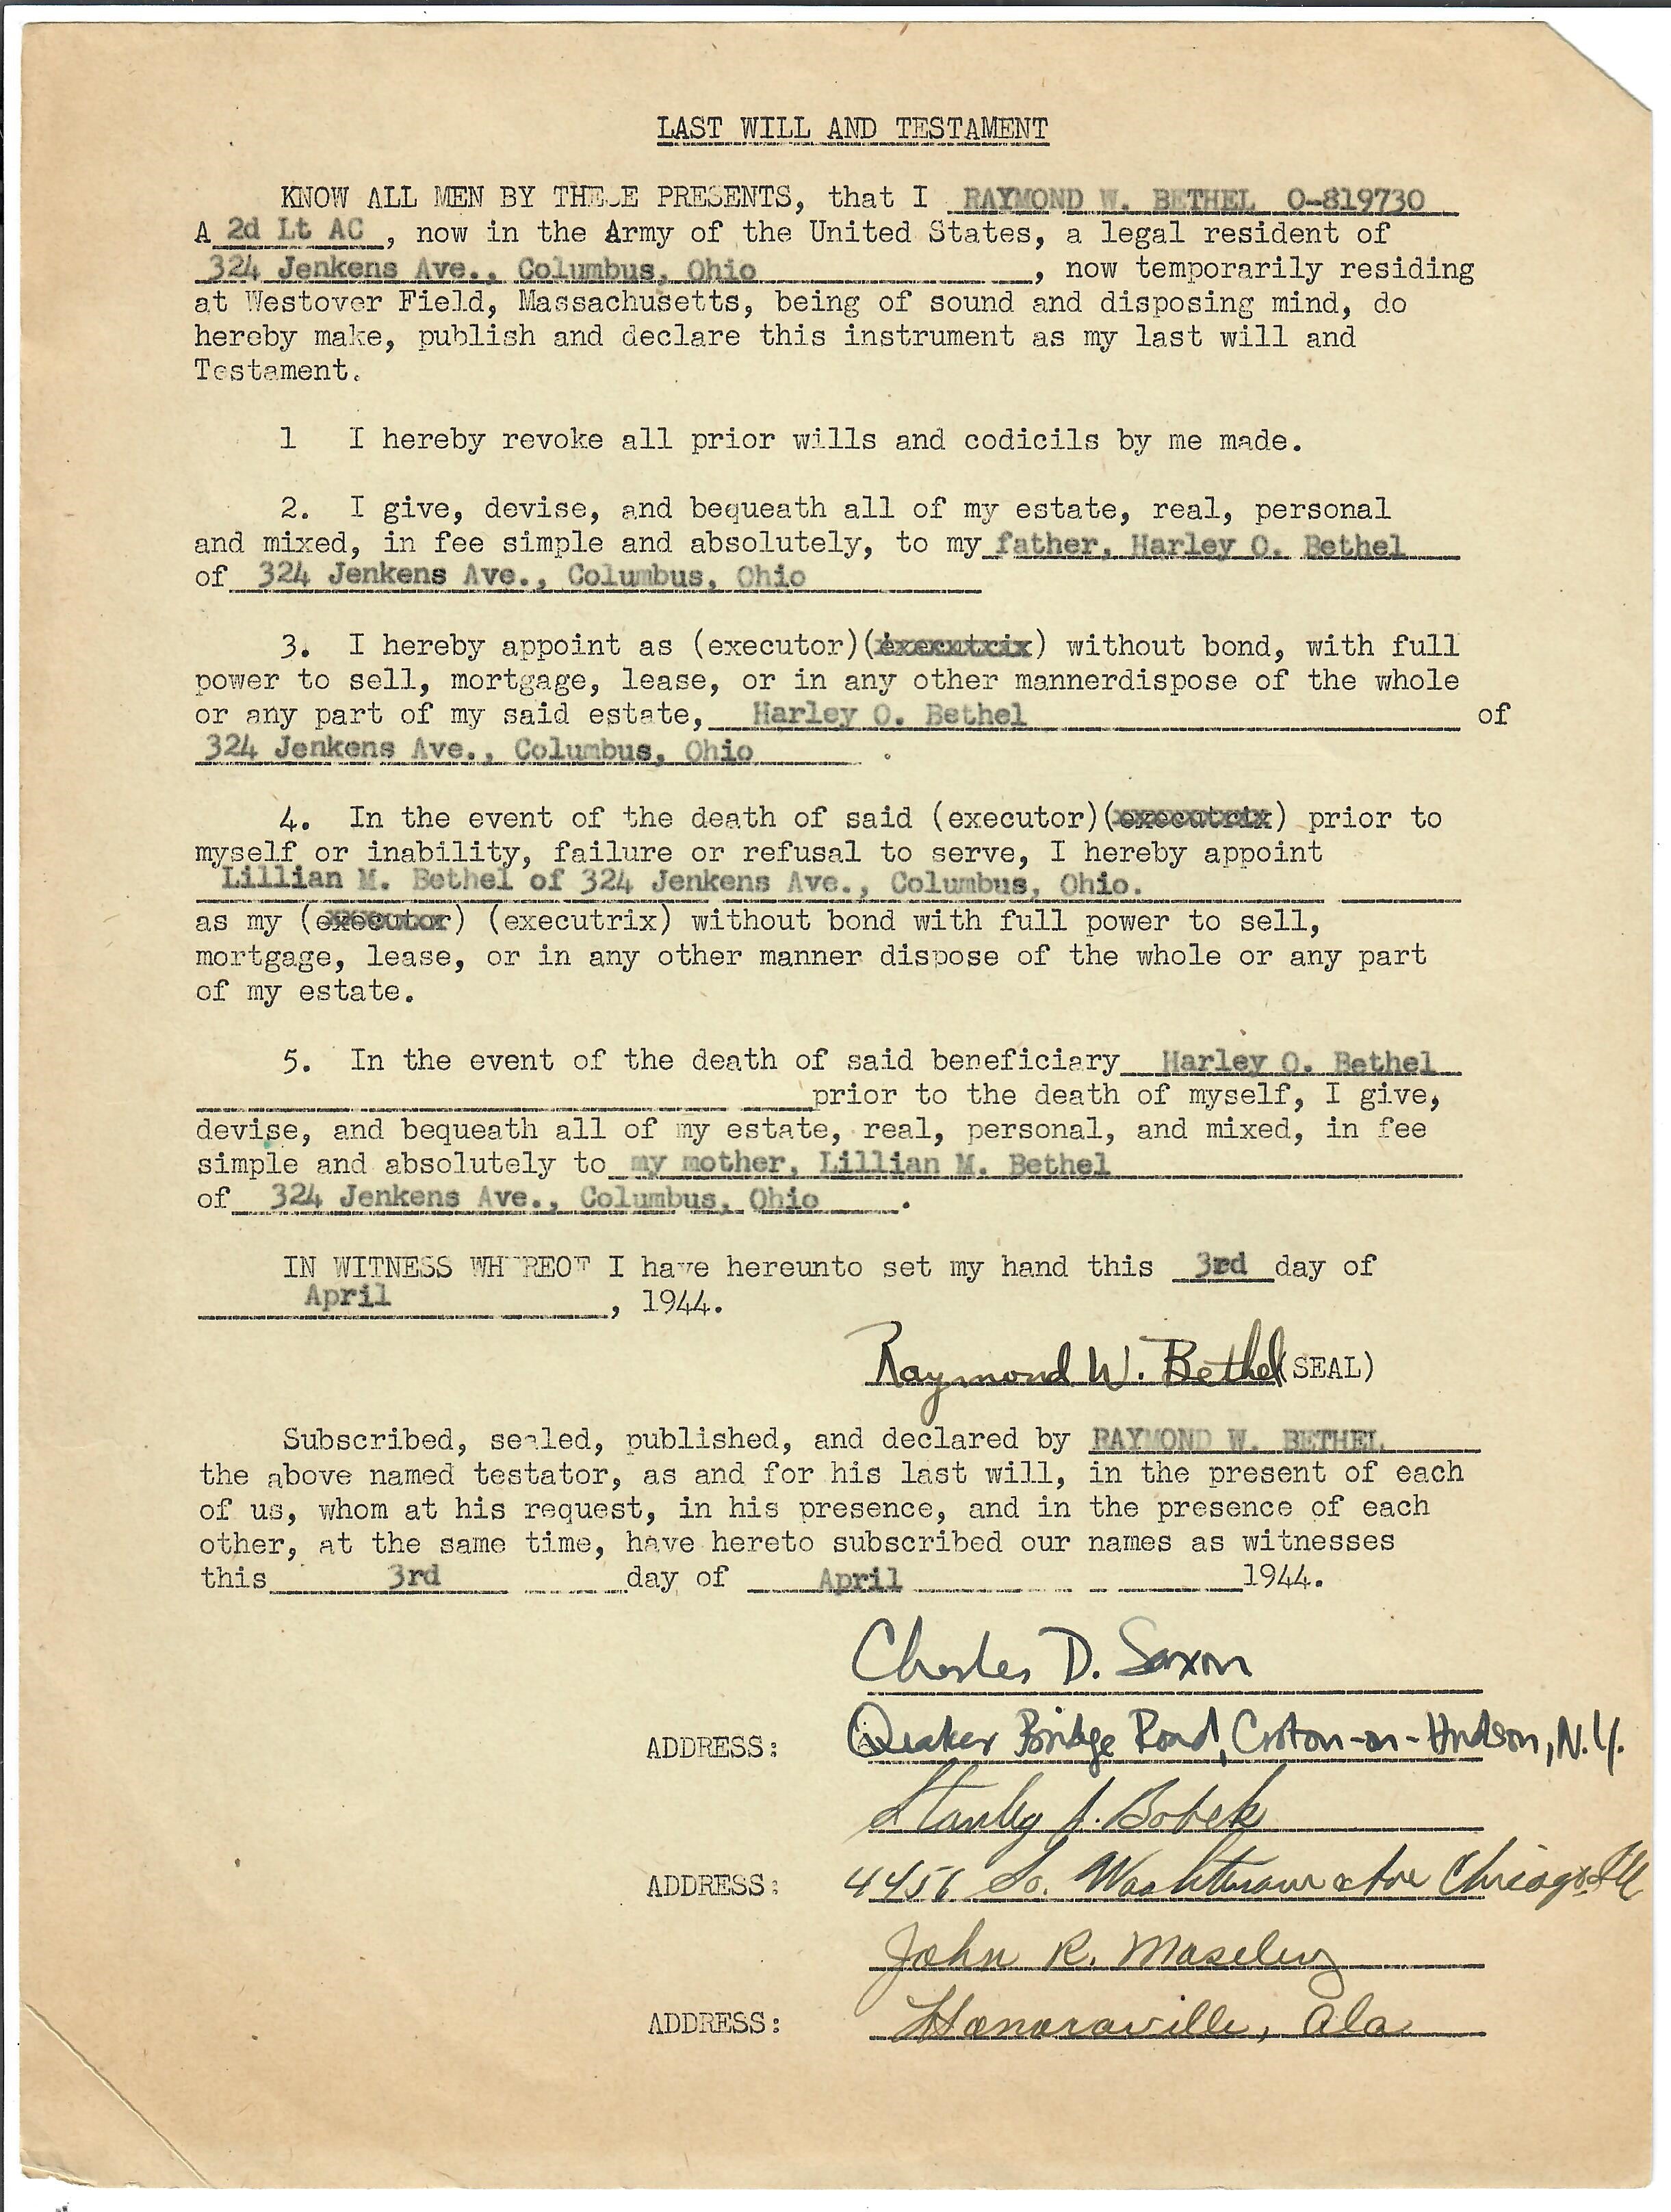 LAST WILL AND TESTAMENT
KNOW ALL MEN BY THESE PRESENTS, that I RAYMOND W. BETHEL O-819730
A 2d Lt AC, now in the Army of the United States, a legal resident of
324 Jenkens Ave., Columbus, Ohio, now temporarily residing
at Westover Field, Massachusetts, being of sound and disposing mind, do
hereby make, publish and declare this instrument as my last will and
Testament.
1 I hereby revoke all prior wills and codicils by me made.
2. I give, devise, and bequeath all of my estate, real, personal
and mixed, in fee simple and absolutely, to my father, Harley O. Bethel
of 324 Jenkens Ave., Columbus, Ohio
3. I hereby appoint as (executor)(executrix) without bond, with full
power to sell, mortgage, lease, or in any other mannerdispose of the whole
or any part of my said estate, Harley O. Bethel of
324 Jenkens Ave., Columbus, Ohio .
4. In the event of the death of said (executor)(executrix) prior to
myself or inability, failure or refusal to serve, I hereby appoint
Lillian M. Bethel of 324 Jenkens Ave., Columbus, Ohio.
as my (executor) (executrix) without bond with full power to sell,
mortgage, lease, or in any other manner dispose of the whole or any part
of my estate.
5. In the event of the death of said beneficiary Harley O. Bethel
prior to the death of myself, I give,
devise, and bequeath all of my estate, real, personal, and mixed, in fee
simple and absolutely to my mother, Lillian M. Bethel
of 324 Jenkens Ave., Columbus, Ohio.
IN WITNESS WHEREOF I have hereunto set my hand this 3rd day of
April, 1944.
Raymond W. Bethel (SEAL)
Subscribed, sealed, published, and declared by RAYMOND W. BETHEL
the above named testator, as and for his last will, in the present of each
of us, whom at his request, in his presence, and in the presence of each
other, at the same time, have hereto subscribed our names as witnesses
this 3rd day of April 1944.
Charles D. Saxon
ADDRESS: Quaker Bridge Road, Croton-on-Hudson, N.Y.
Stanley J. Bobek
ADDRESS: 4456 So. Washtenaw Ave Chicago Ill
John R. Moseley
ADDRESS: Honoraville, Ala